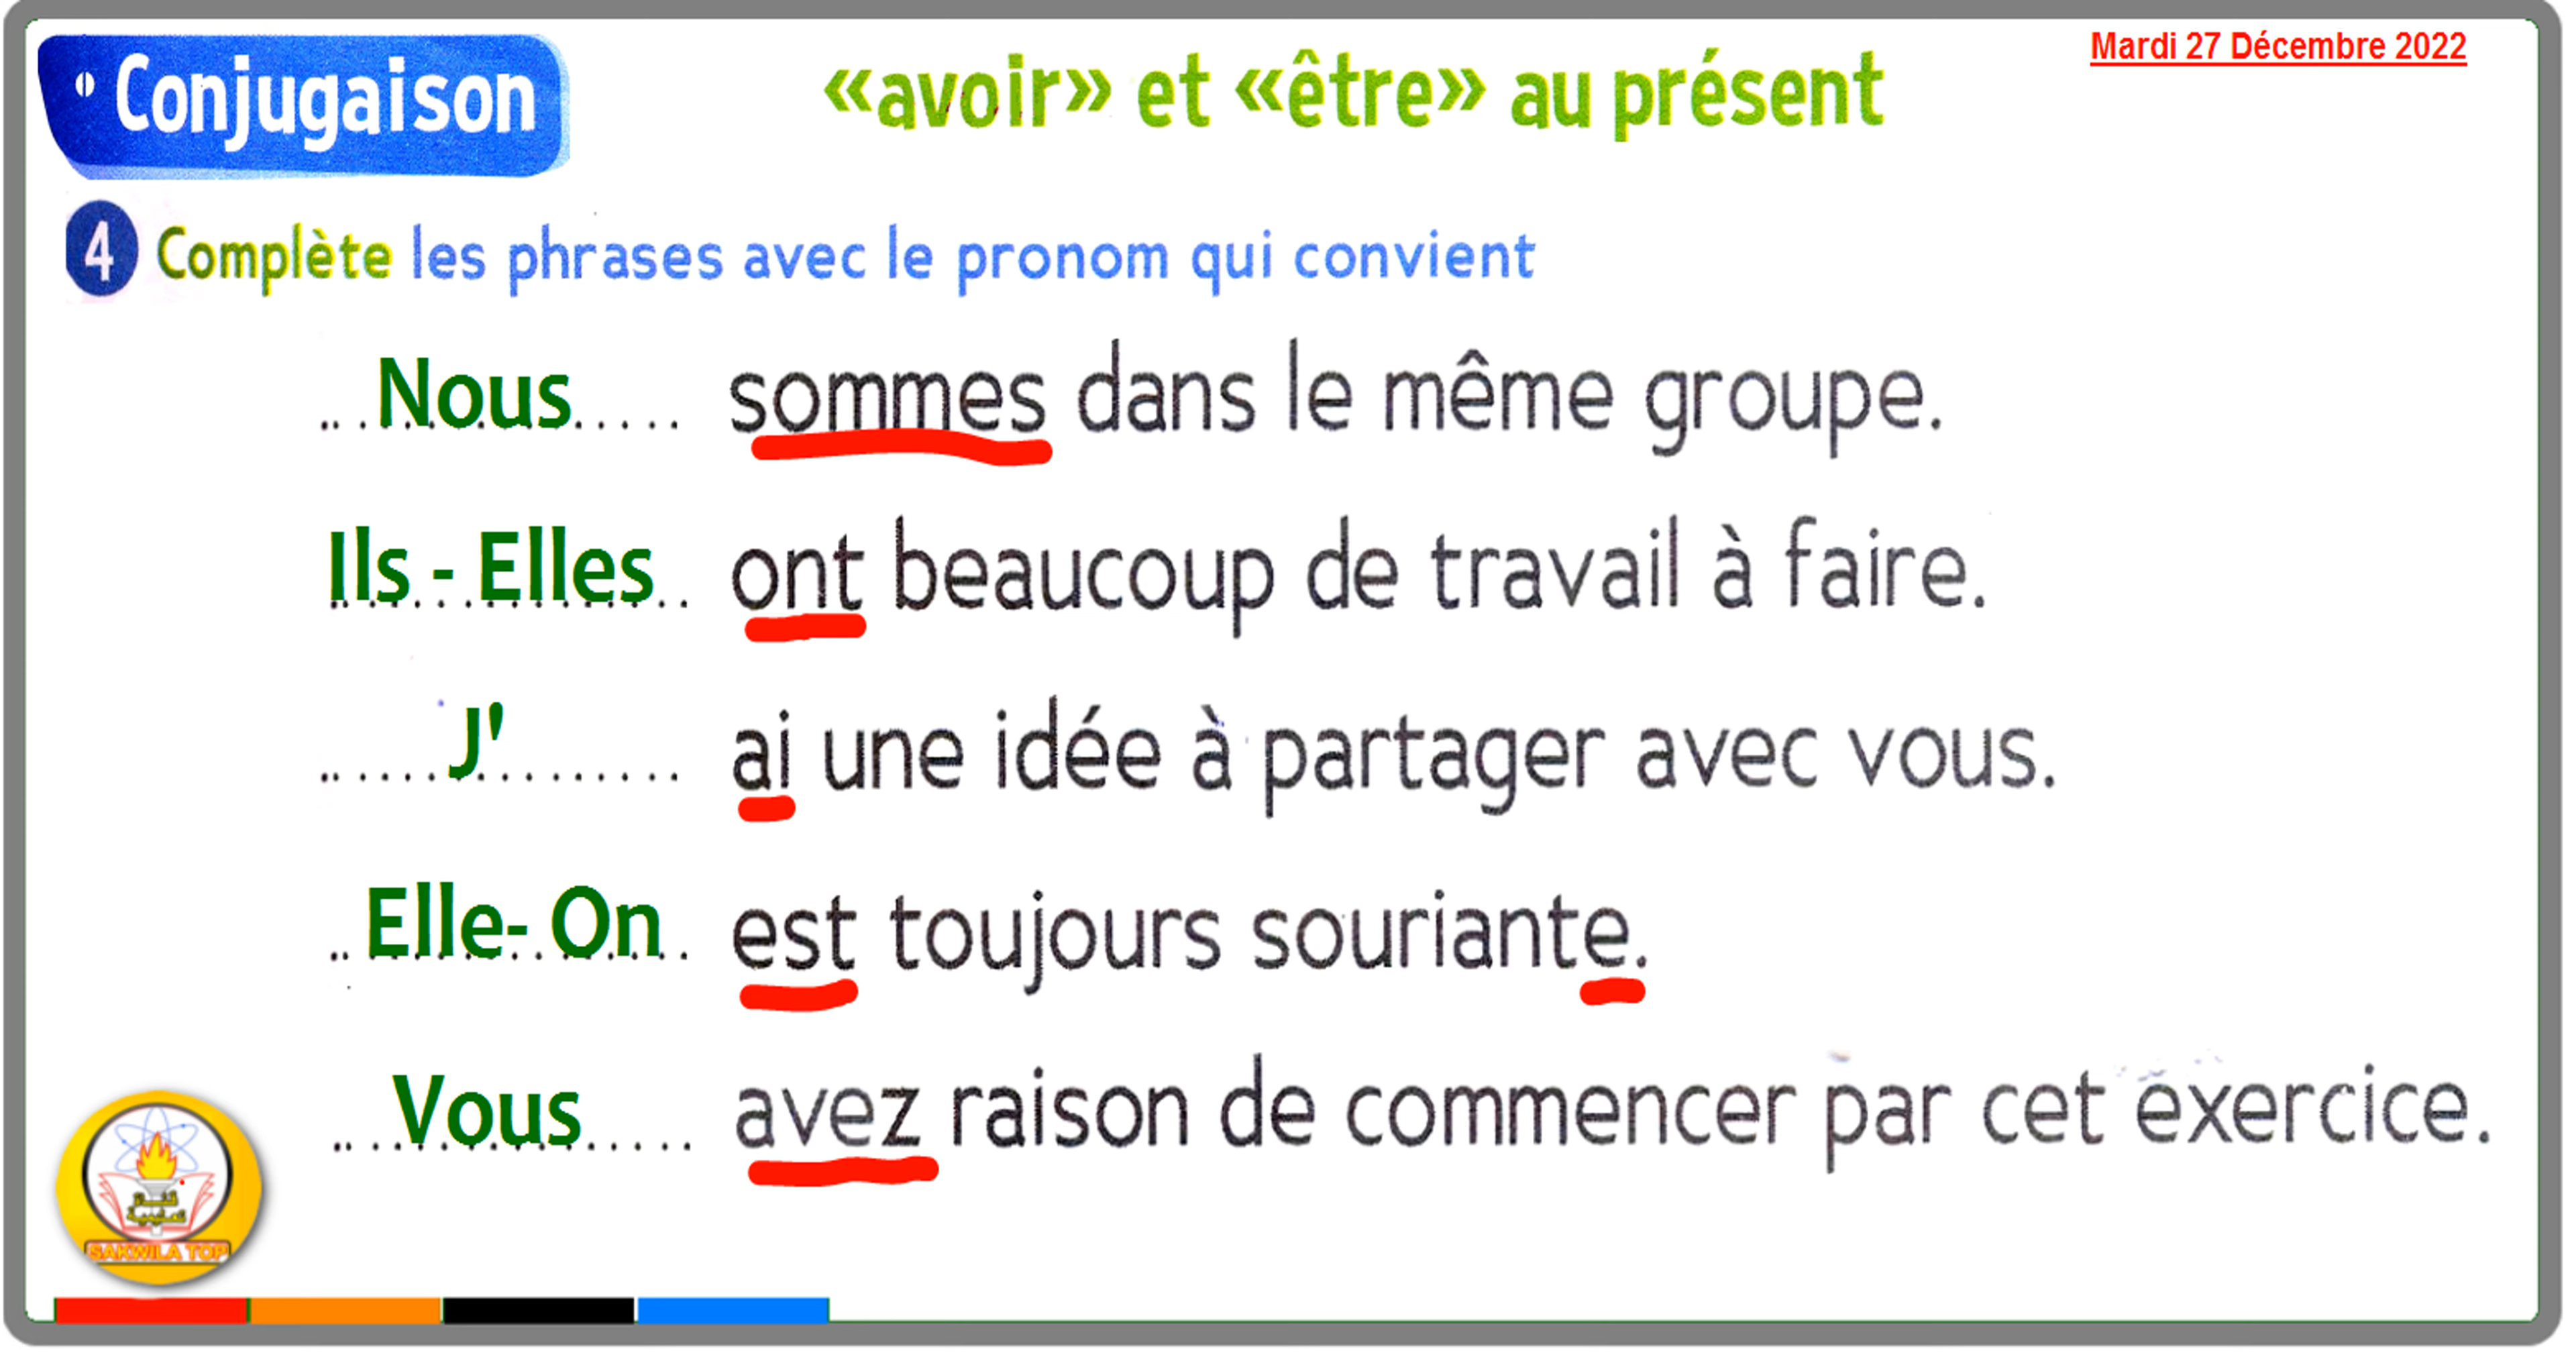 Conjugaison
«avoir» et «être» au présent
Mardi 27 Décembre 2022
4 Complète les phrases avec le pronom qui convient
..Nous..... sommes dans le même groupe.
Ils - Elles.. ont beaucoup de travail à faire.
......J'......... ai une idée à partager avec vous.
..Elle- On. est toujours souriante.
...Vous..... avez raison de commencer par cet exercice.
قناة
تعليمية
SAKWILA TOP